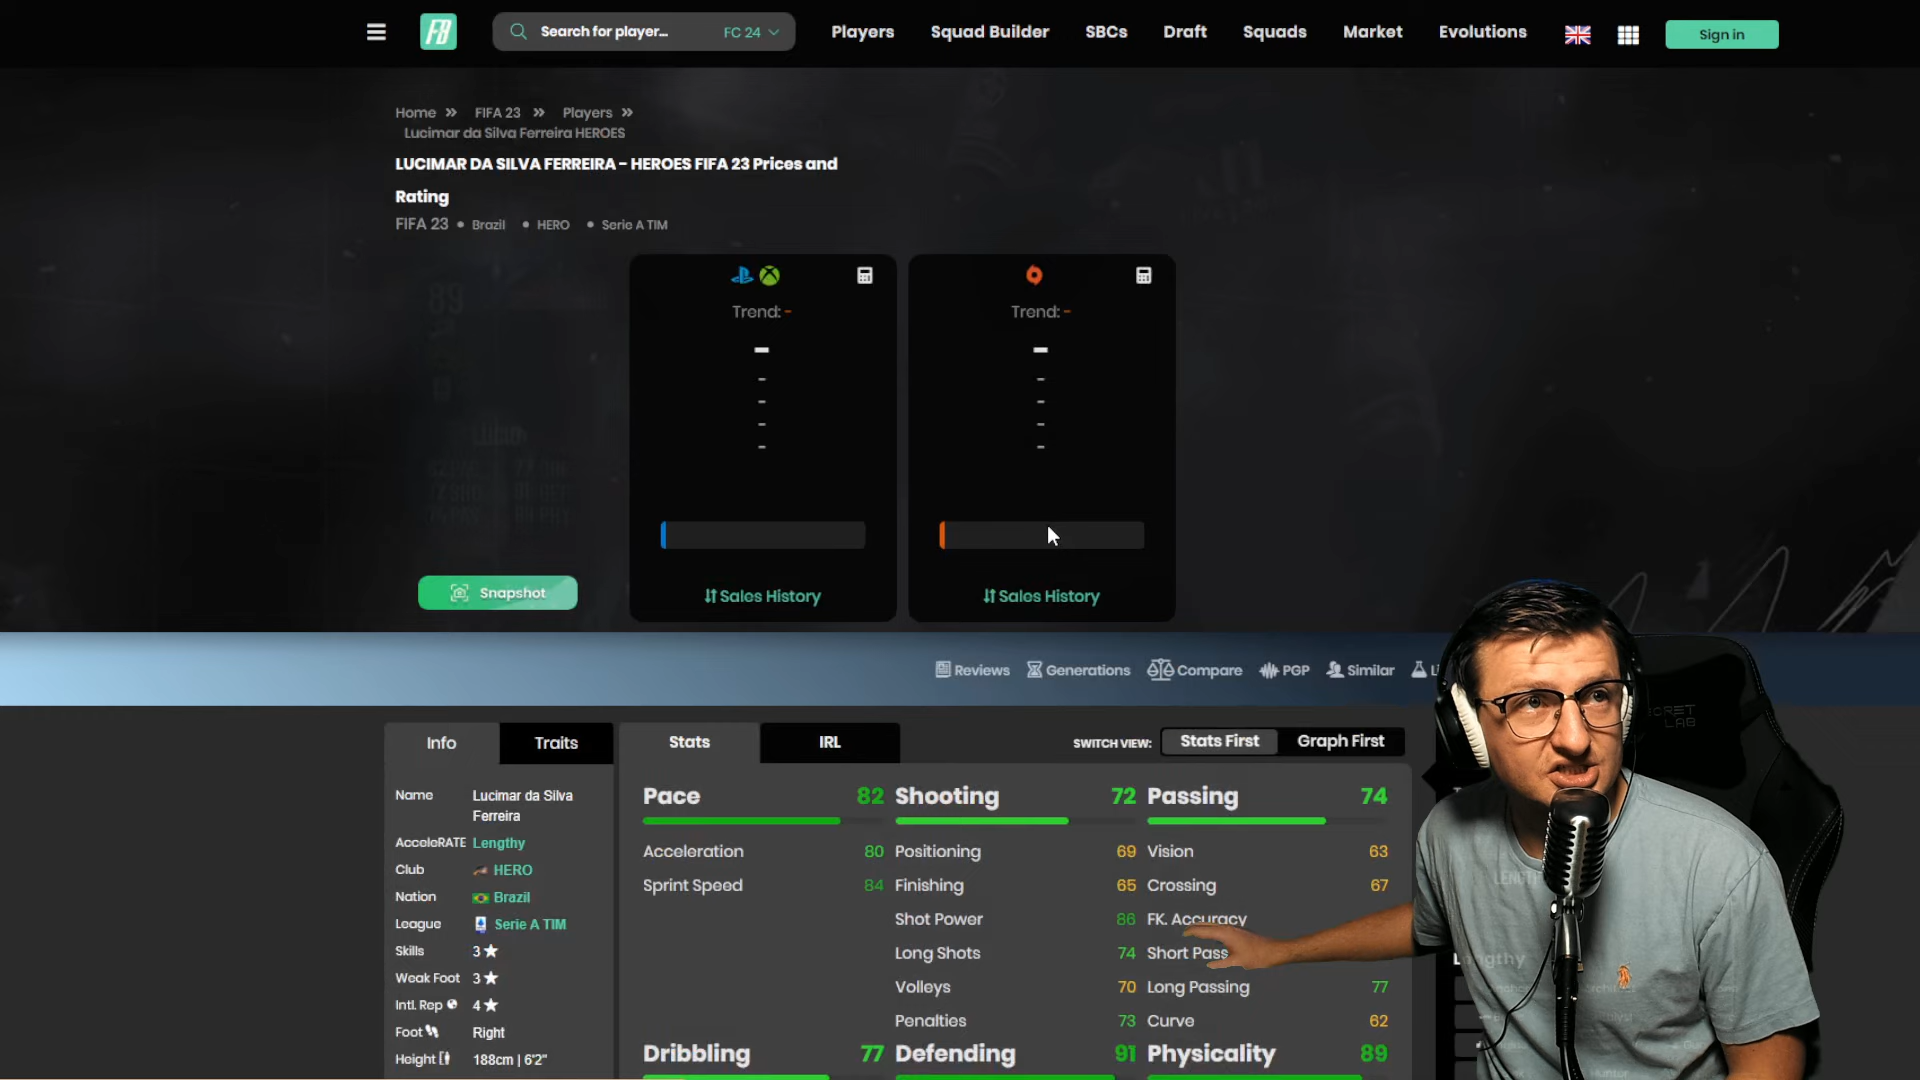 Search for player... FC 24
Players Squad Builder SBCs Draft Squads Market Evolutions Sign in
Home » FIFA 23 » Players »
Lucimar da Silva Ferreira HEROES
LUCIMAR DA SILVA FERREIRA - HEROES FIFA 23 Prices and
Rating
FIFA 23 • Brazil • HERO • Serie A TIM
Trend: -
-
-
-
-
-
Sales History
Trend: -
-
-
-
-
-
Sales History
Snapshot
Reviews Generations Compare PGP Similar
Info Traits
Name Lucimar da Silva
Ferreira
AcceleRATE Lengthy
Club HERO
Nation Brazil
League Serie A TIM
Skills 3★
Weak Foot 3★
Intl. Rep 4★
Foot Right
Height 188cm | 6'2"
Stats IRL
SWITCH VIEW: Stats First Graph First
Pace 82
Acceleration 80
Sprint Speed 84
Shooting 72
Positioning 69
Finishing 65
Shot Power 86
Long Shots 74
Volleys 70
Penalties 73
Passing 74
Vision 63
Crossing 67
FK. Accuracy
Short Pass
Long Passing 77
Curve 62
Dribbling 77
Defending 91
Physicality 89